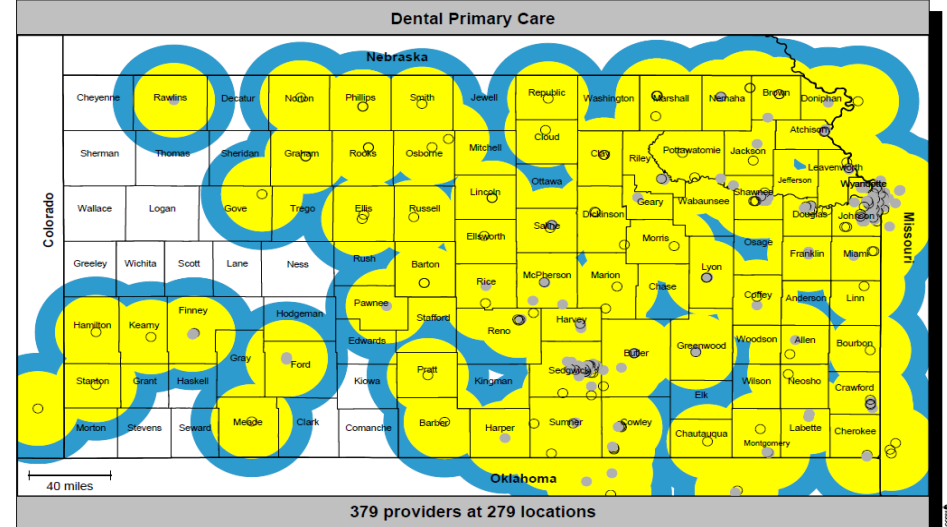 Dental Primary Care
Nebraska
Cheyenne Rawlins Decatur Norton Phillips Smith Jewell Republic Washington Marshall Nemaha Brown Doniphan
Atchison
Sherman Thomas Sheridan Graham Rooks Osborne Mitchell Cloud Clay Riley Pottawatomie Jackson
Jefferson Leavenworth
Wyandotte
Wallace Logan Gove Trego Ellis Russell Lincoln Ottawa Dickinson Geary Wabaunsee Shawnee Douglas Johnson
Ellsworth Saline Morris Osage
Colorado
Missouri
Greeley Wichita Scott Lane Ness Rush Barton Rice McPherson Marion Chase Lyon Franklin Miami
Coffey Anderson Linn
Hamilton Kearny Finney Hodgeman Pawnee Stafford Reno Harvey
Gray Ford Edwards Butler Greenwood Woodson Allen Bourbon
Stanton Grant Haskell Kiowa Pratt Kingman Sedgwick Elk Wilson Neosho Crawford
Morton Stevens Seward Meade Clark Comanche Barber Harper Sumner Cowley Chautauqua Montgomery Labette Cherokee
40 miles
Oklahoma
379 providers at 279 locations